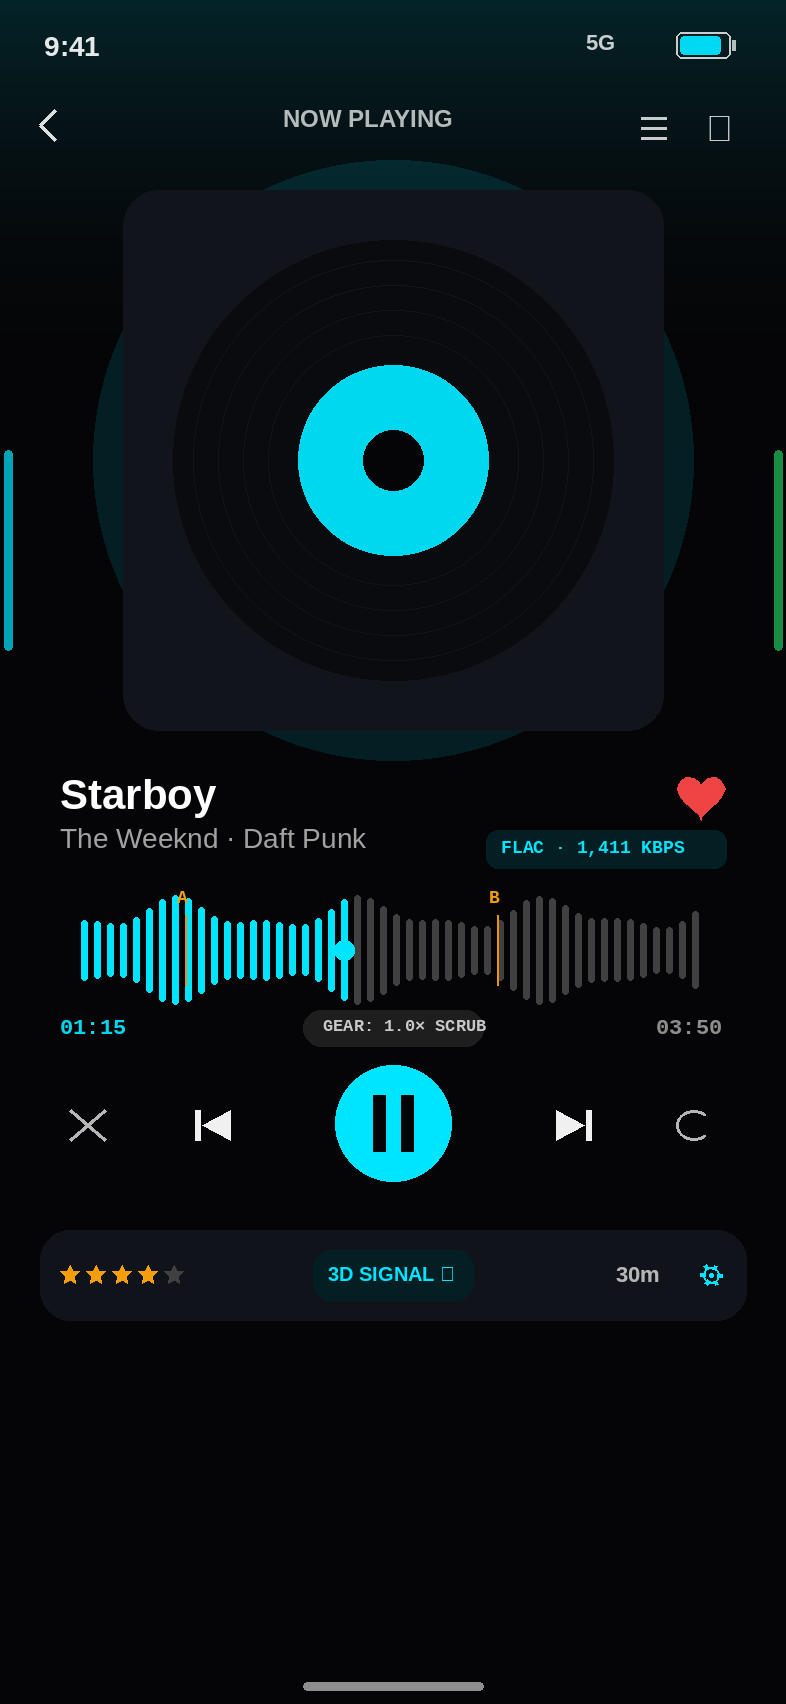 9:41
5G
NOW PLAYING
Starboy
The Weeknd · Daft Punk
FLAC · 1,411 KBPS
A
B
01:15
GEAR: 1.0× SCRUB
03:50
3D SIGNAL
30m